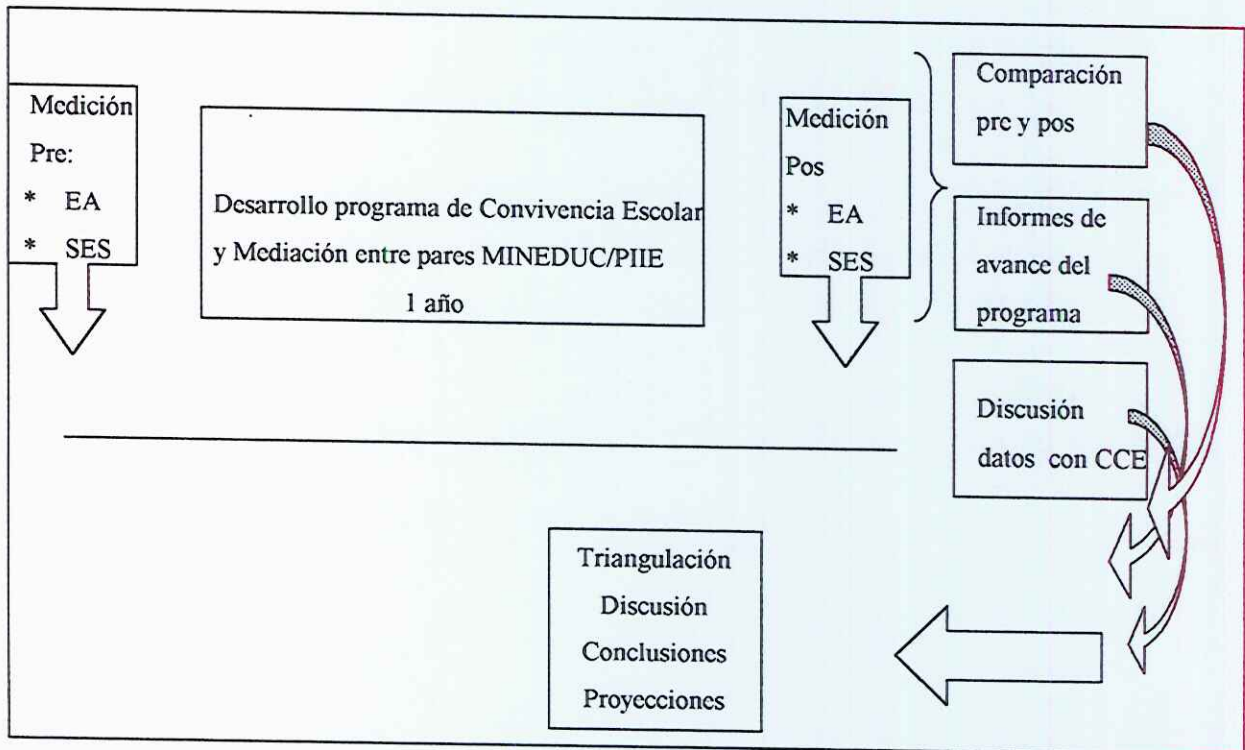 Medición
Pre:
* EA
* SES
Desarrollo programa de Convivencia Escolar
y Mediación entre pares MINEDUC/PIIE
1 año
Medición
Pos
* EA
* SES
Comparación
pre y pos
Informes de
avance del
programa
Discusión
datos con CCE
Triangulación
Discusión
Conclusiones
Proyecciones